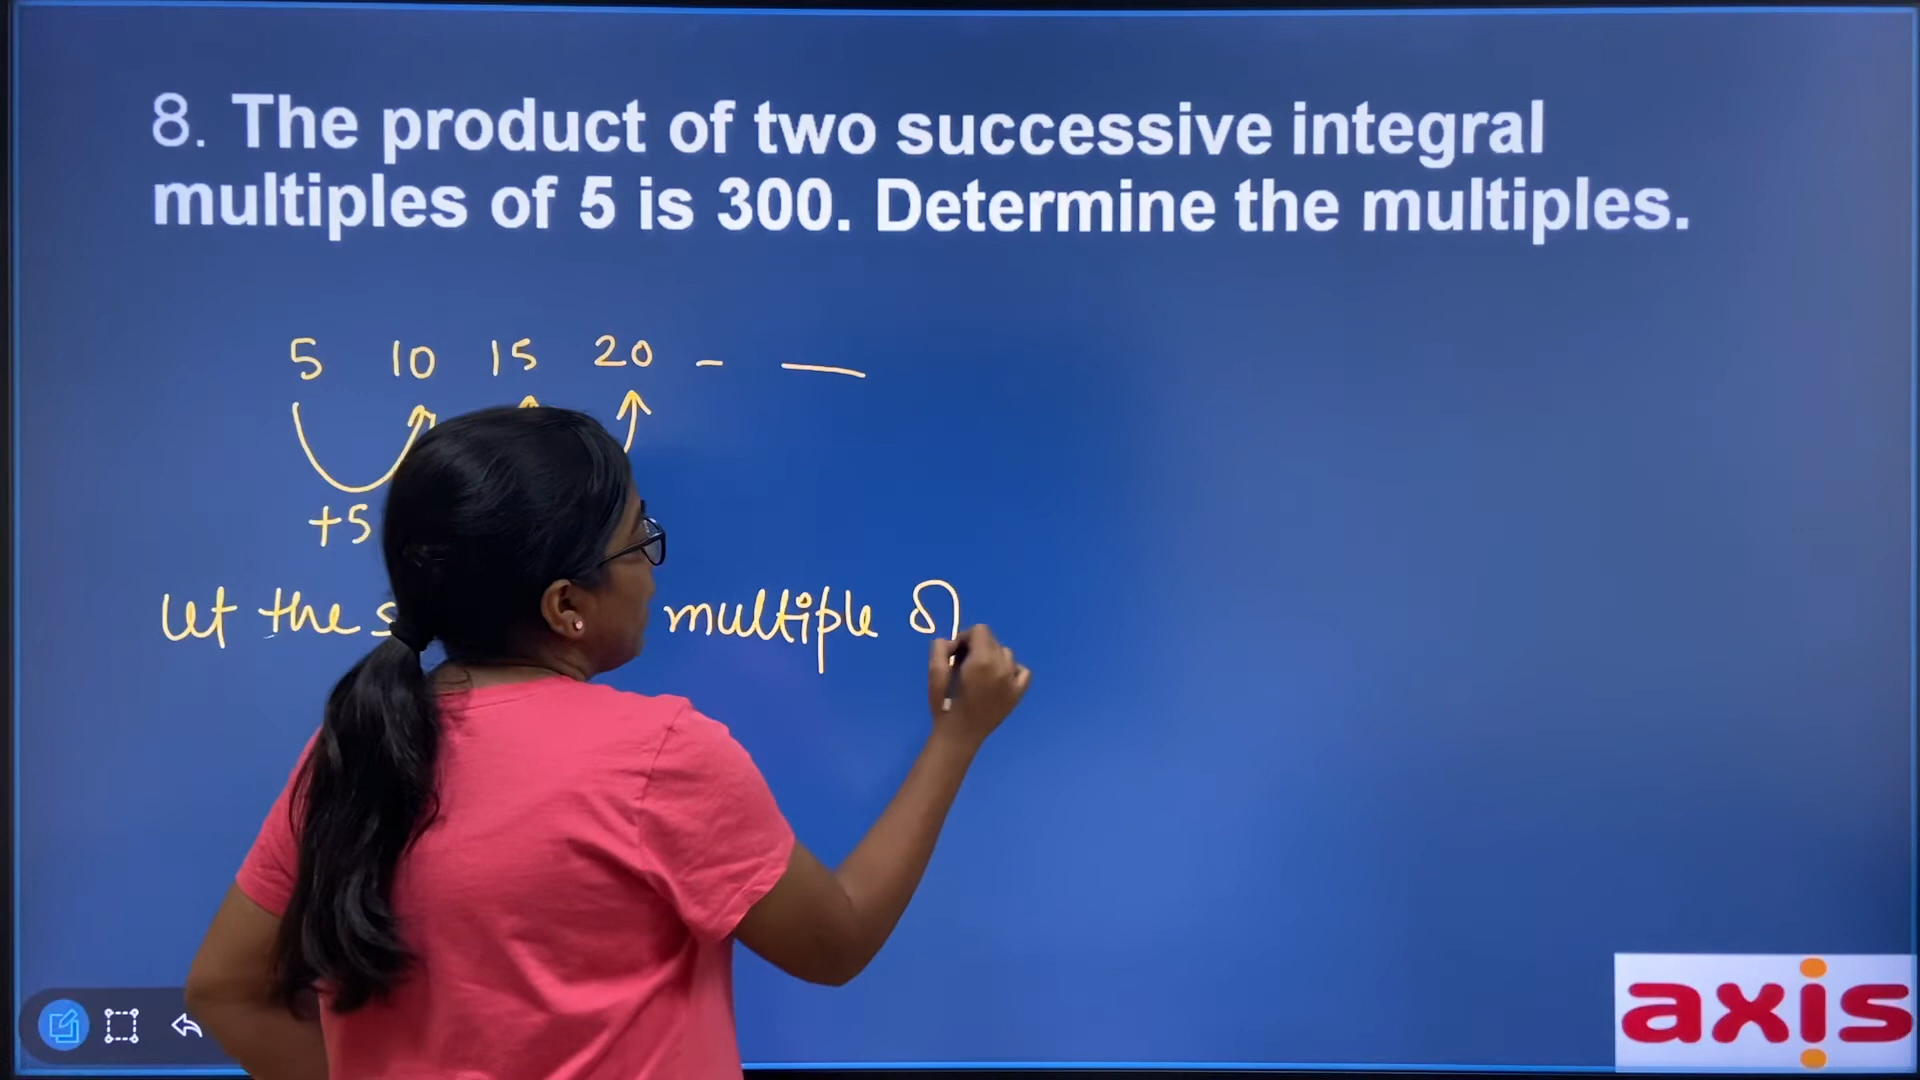 8. The product of two successive integral
multiples of 5 is 300. Determine the multiples.
5 10 15 20 - —
+5
let the multiple
axis